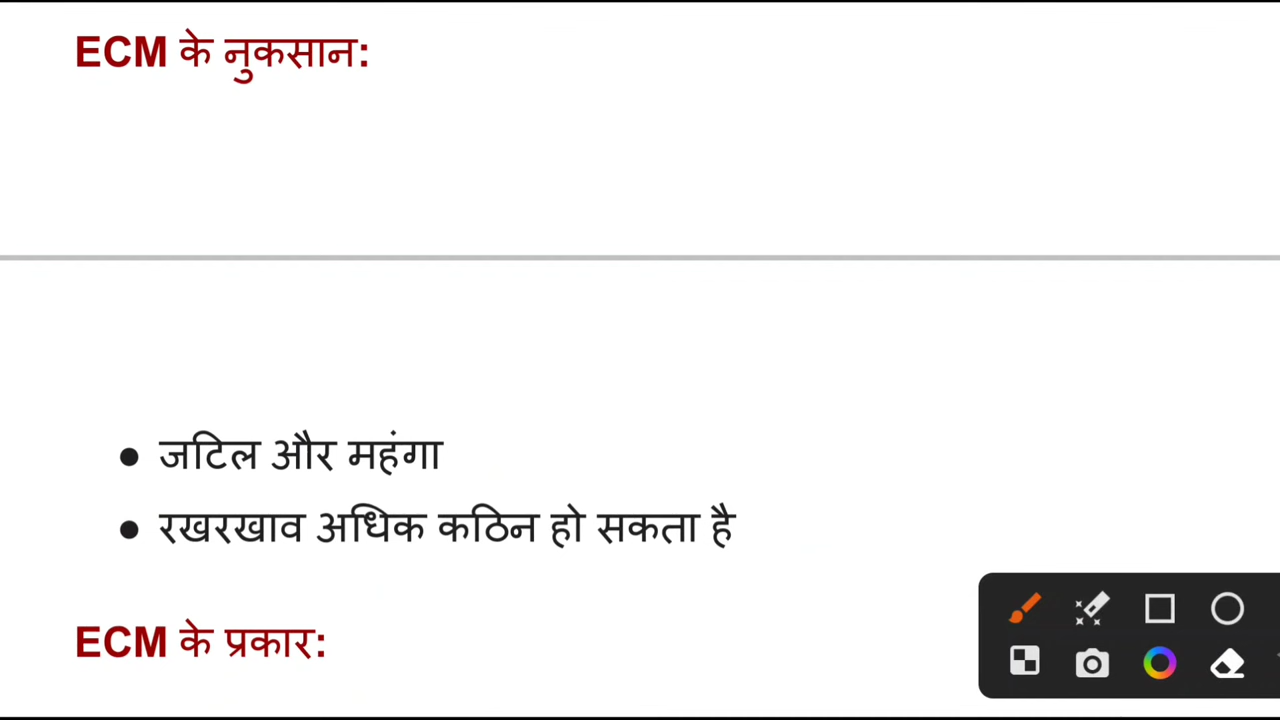 ECM के नुकसान:
● जटिल और महंगा
● रखरखाव अधिक कठिन हो सकता है
ECM के प्रकार: